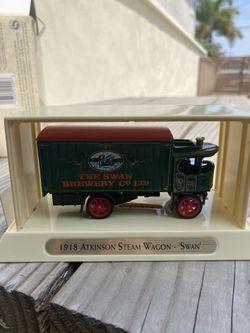 THE SWAN
BREWERY CO LTD
1918 ATKINSON STEAM WAGON - 'SWAN'